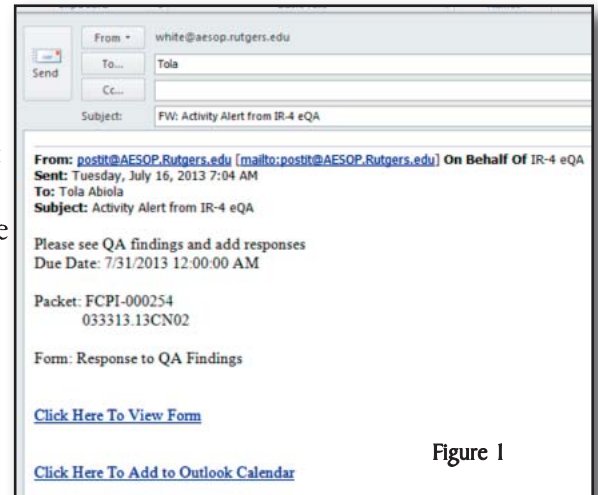 From
white@aesop.rutgers.edu
Send
To...
Tola
Cc...
Subject:
FW: Activity Alert from IR-4 eQA
From: postit@AESOP.Rutgers.edu [mailto:postit@AESOP.Rutgers.edu] On Behalf Of IR-4 eQA
Sent: Tuesday, July 16, 2013 7:04 AM
To: Tola Abiola
Subject: Activity Alert from IR-4 eQA
Please see QA findings and add responses
Due Date: 7/31/2013 12:00:00 AM
Packet: FCPI-000254
033313.13CN02
Form: Response to QA Findings
Click Here To View Form
Figure 1
Click Here To Add to Outlook Calendar